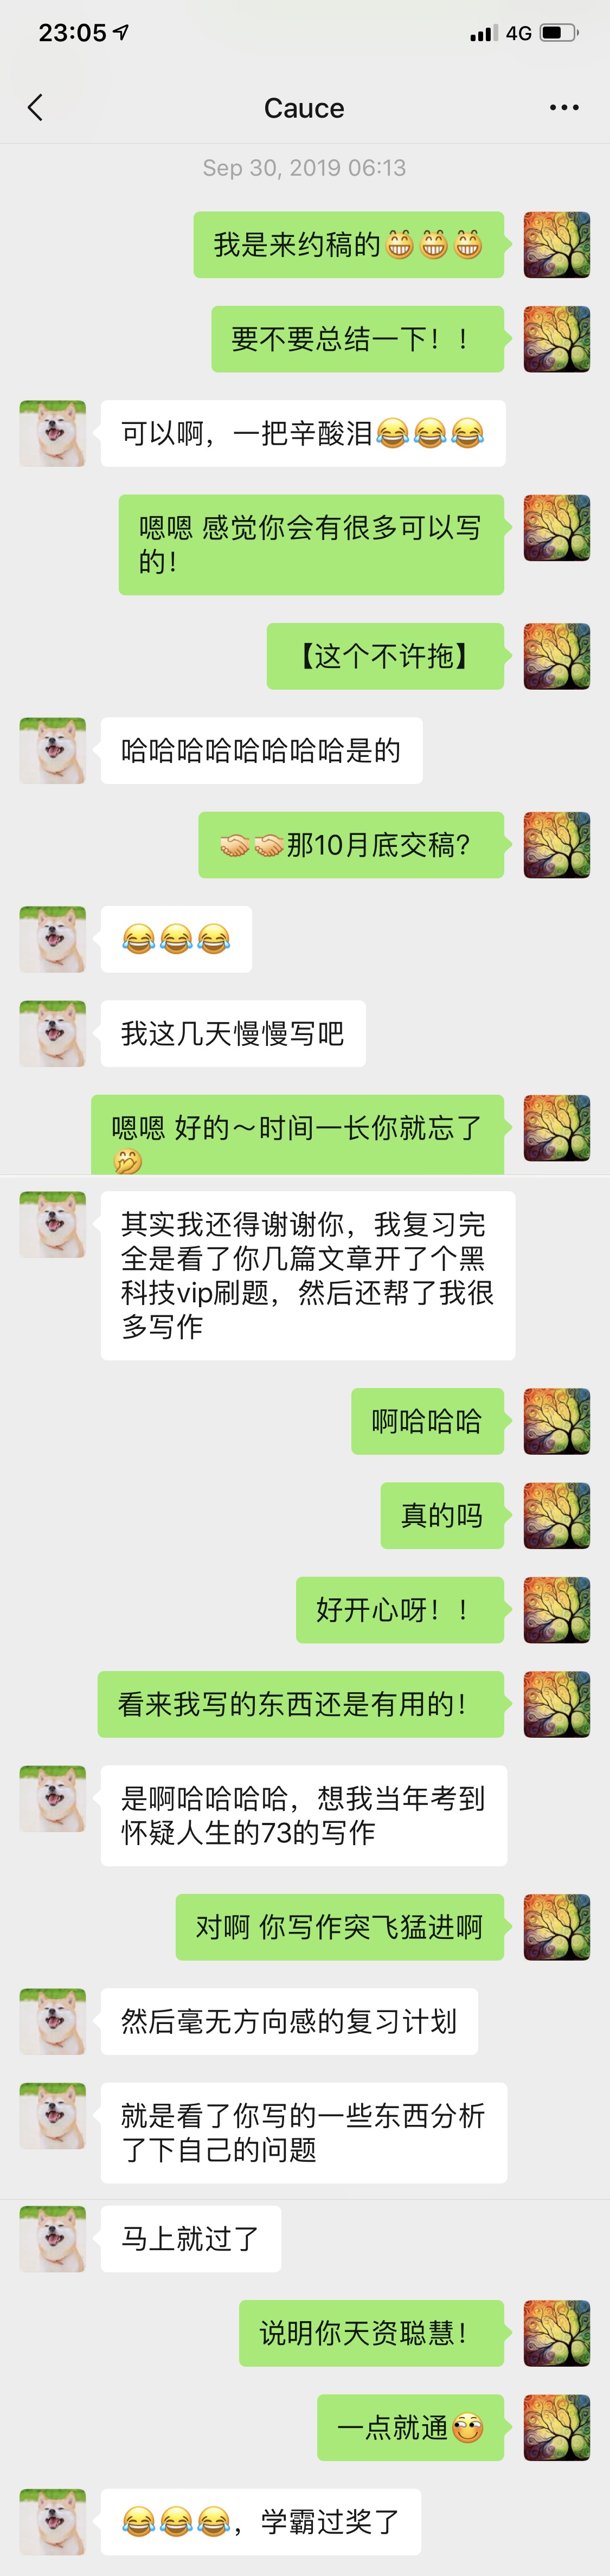 23:05
4G
Cauce
Sep 30, 2019 06:13
我是来约稿的😁😁😁
要不要总结一下！！
可以啊，一把辛酸泪😂😂😂
嗯嗯 感觉你会有很多可以写
的！
【这个不许拖】
哈哈哈哈哈哈哈哈是的
🤝🤝那10月底交稿？
😂😂😂
我这几天慢慢写吧
嗯嗯 好的～时间一长你就忘了
🤣
其实我还得谢谢你，我复习完
全是看了你几篇文章开了个黑
科技vip刷题，然后还帮了我很
多写作
啊哈哈哈
真的吗
好开心呀！！
看来我写的东西还是有用的！
是啊哈哈哈哈，想我当年考到
怀疑人生的73的写作
对啊 你写作突飞猛进啊
然后毫无方向感的复习计划
就是看了你写的一些东西分析
了下自己的问题
马上就过了
说明你天资聪慧！
一点就通
😂😂😂，学霸过奖了